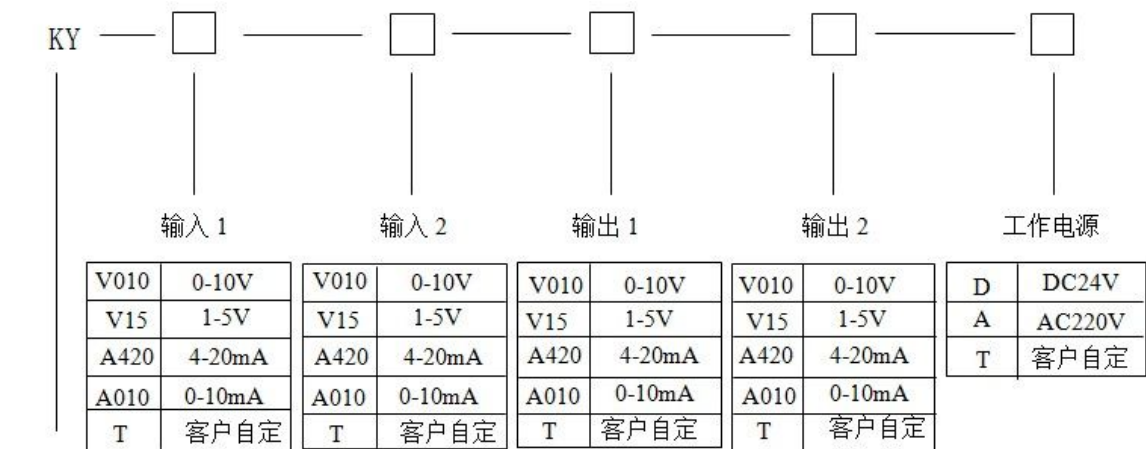 KY
输入 1 输入 2 输出 1 输出 2 工作电源
V010 0-10V V010 0-10V V010 0-10V V010 0-10V D DC24V
V15 1-5V V15 1-5V V15 1-5V V15 1-5V A AC220V
A420 4-20mA A420 4-20mA A420 4-20mA A420 4-20mA T 客户自定
A010 0-10mA A010 0-10mA A010 0-10mA A010 0-10mA
T 客户自定 T 客户自定 T 客户自定 T 客户自定